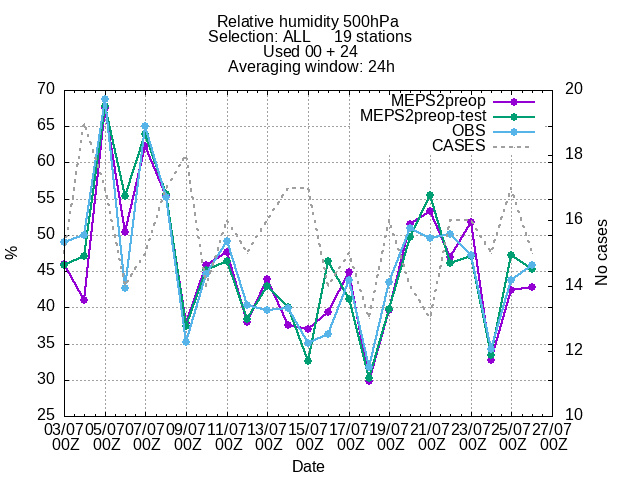 Relative humidity 500hPa
Selection: ALL 19 stations
Used 00 + 24
Averaging window: 24h
70 20
MEPS2preop
MEPS2preop-test
OBS
CASES
65
60 18
55
50 16
45
40 14
35 12
30
25 10
%
No cases
03/07 05/07 07/07 09/07 11/07 13/07 15/07 17/07 19/07 21/07 23/07 25/07 27/07
00Z 00Z 00Z 00Z 00Z 00Z 00Z 00Z 00Z 00Z 00Z 00Z 00Z
Date